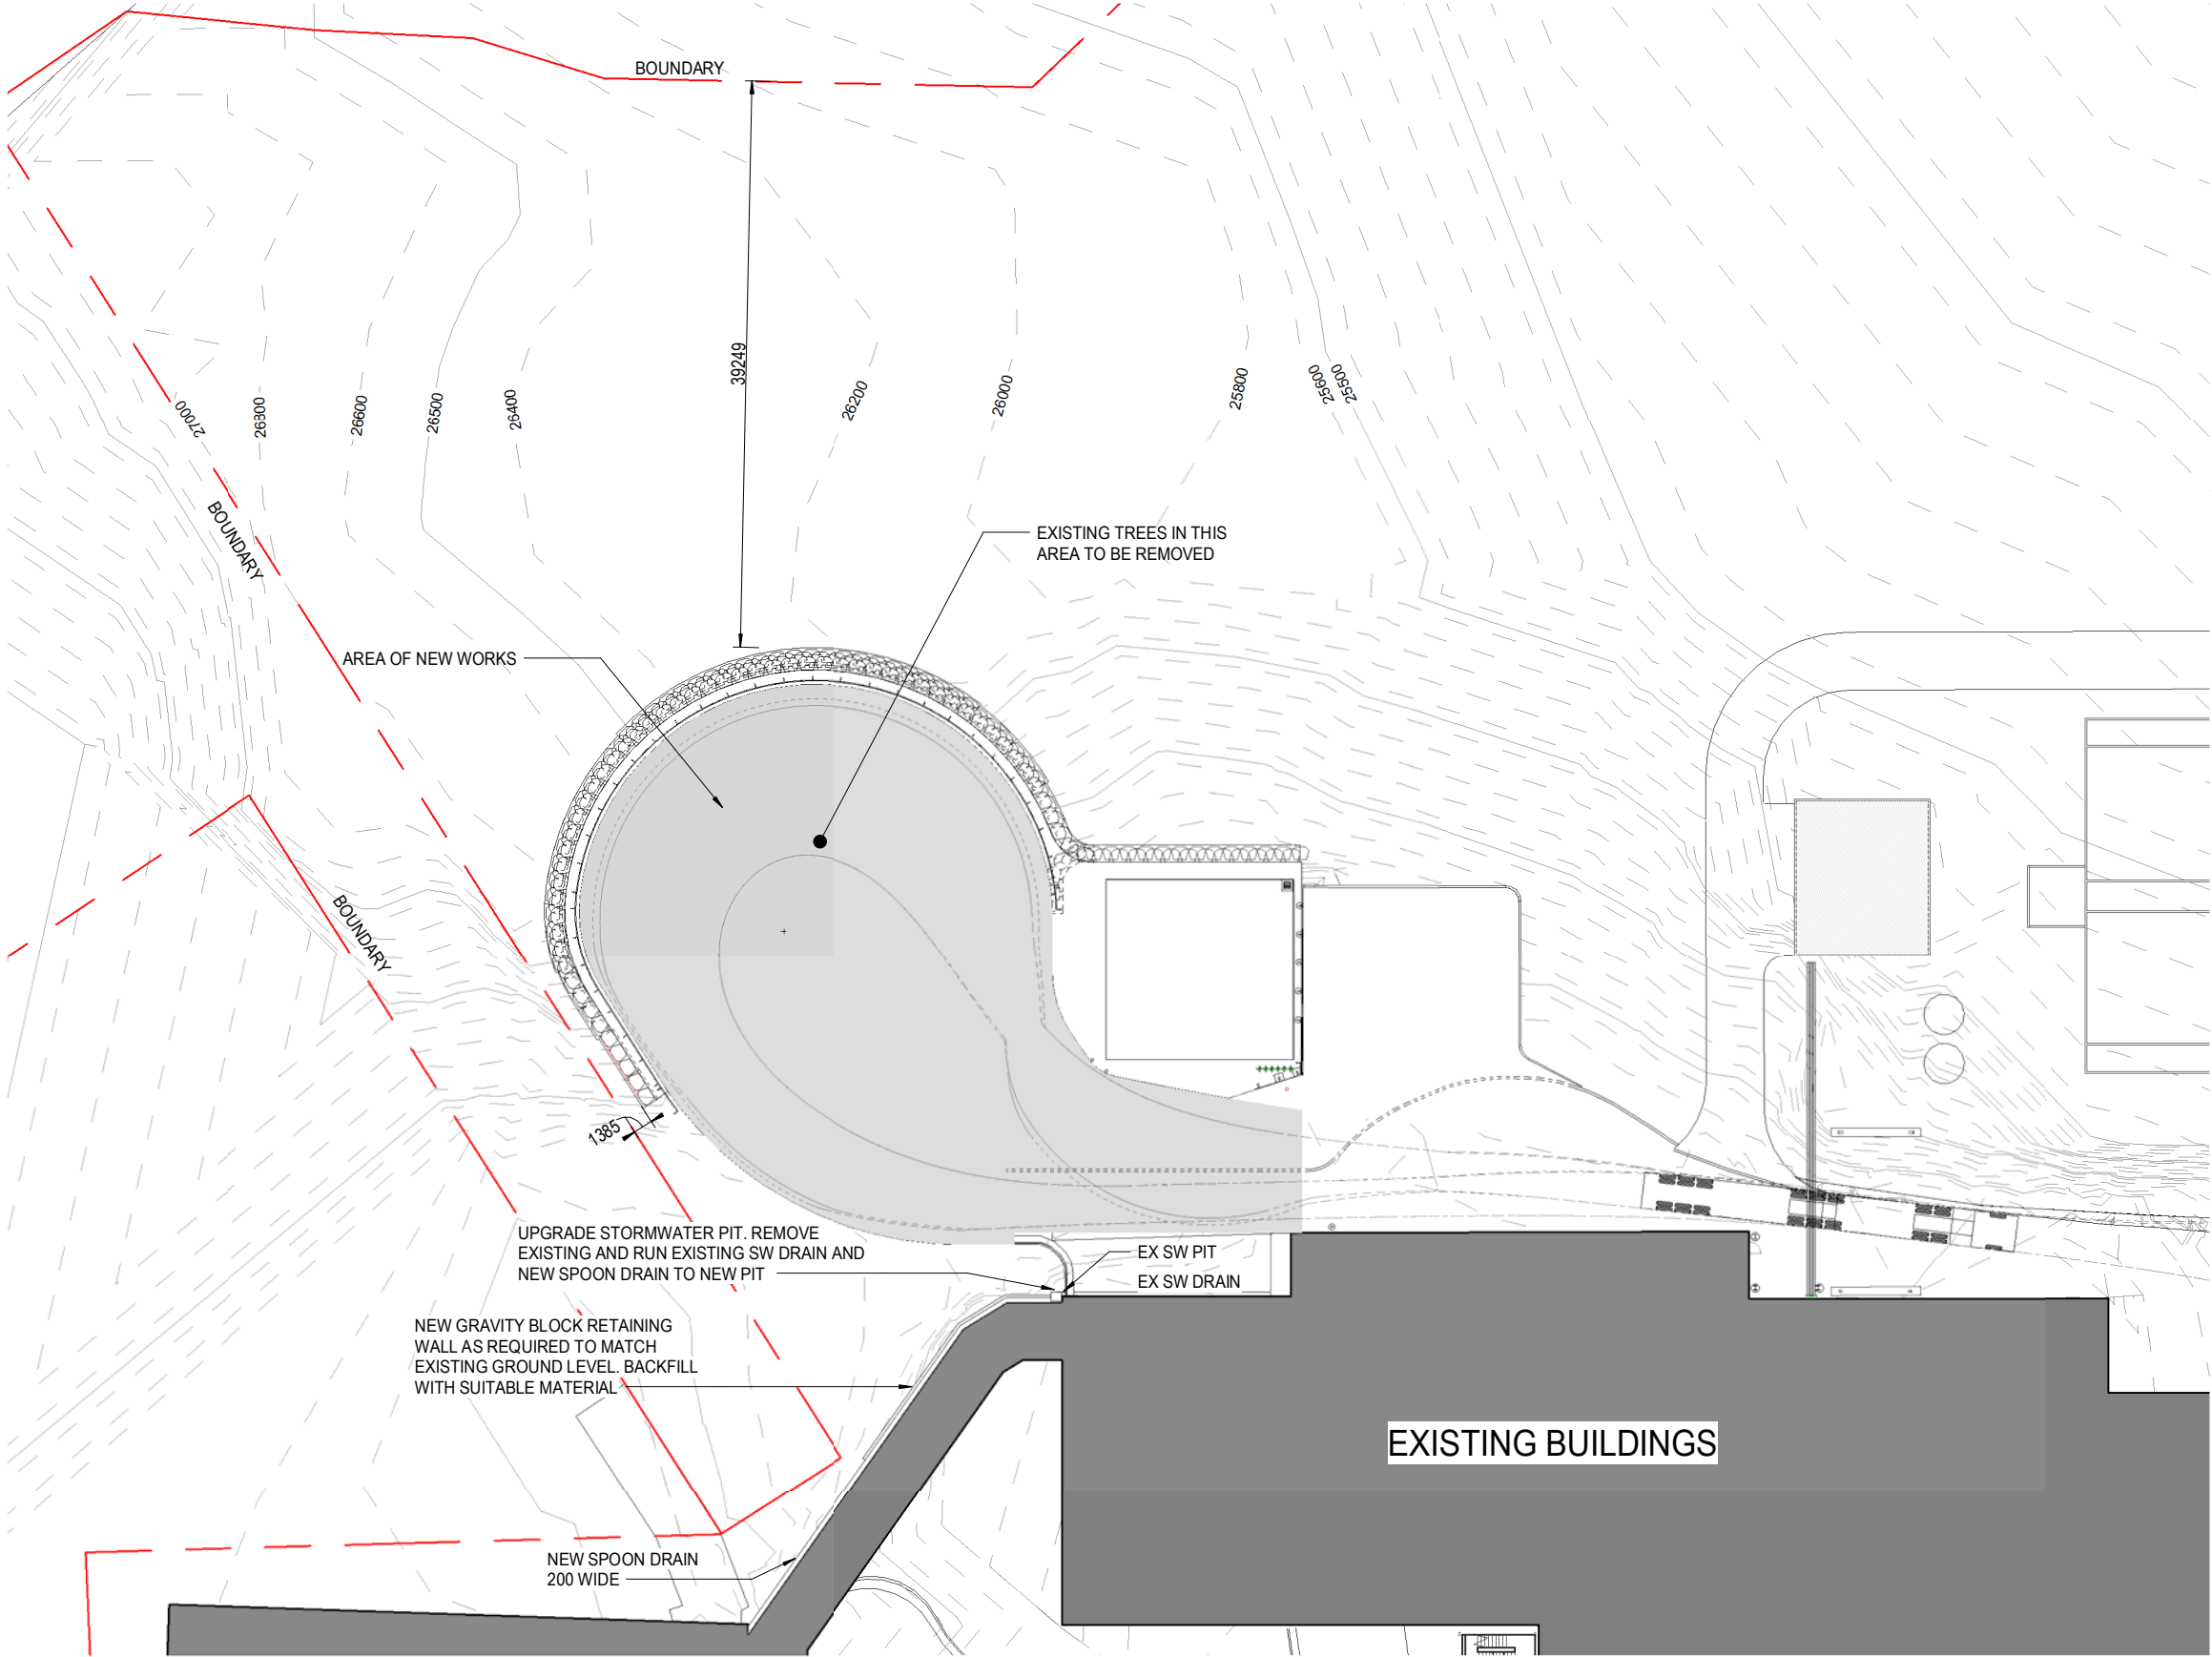 BOUNDARY
39249
27000
26800
26600
26500
26400
26200
26000
25800
25600
25500
BOUNDARY
EXISTING TREES IN THIS
AREA TO BE REMOVED
AREA OF NEW WORKS
BOUNDARY
1385
UPGRADE STORMWATER PIT. REMOVE
EXISTING AND RUN EXISTING SW DRAIN AND
NEW SPOON DRAIN TO NEW PIT
EX SW PIT
EX SW DRAIN
NEW GRAVITY BLOCK RETAINING
WALL AS REQUIRED TO MATCH
EXISTING GROUND LEVEL. BACKFILL
WITH SUITABLE MATERIAL
EXISTING BUILDINGS
NEW SPOON DRAIN
200 WIDE